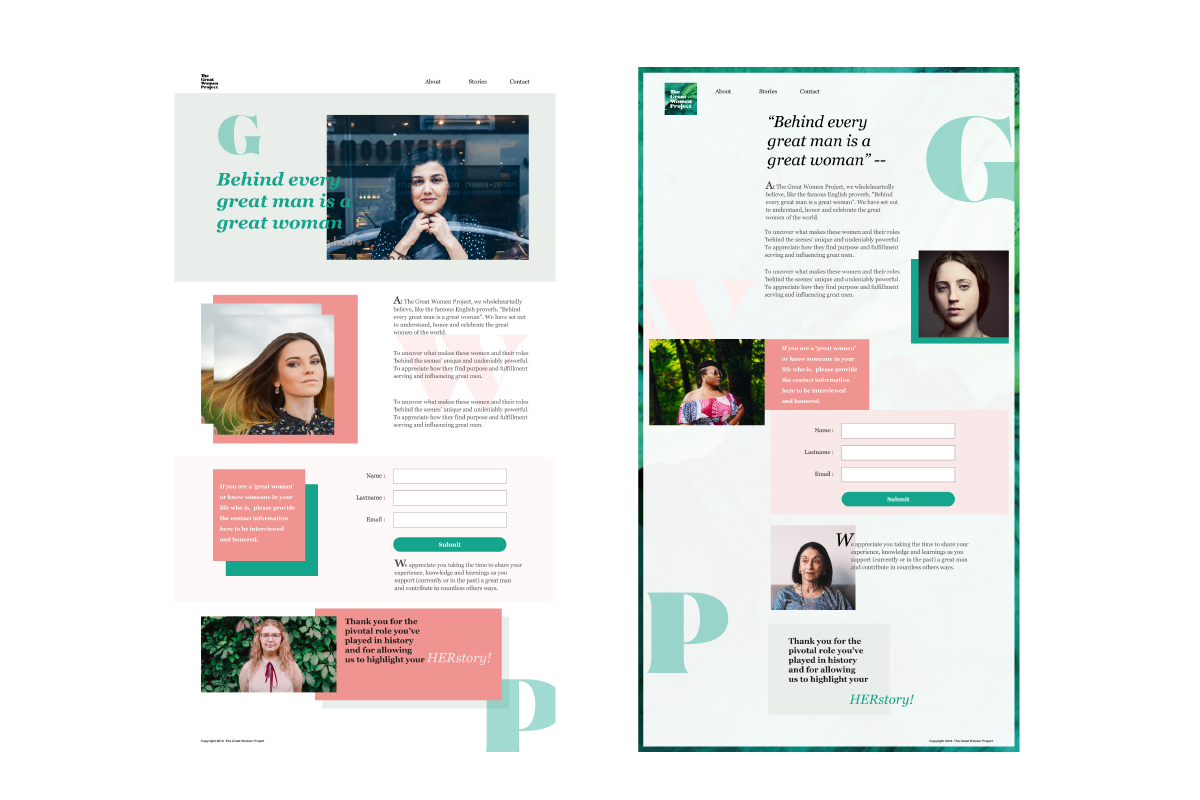 The
Great
Women
Project
About Stories Contact
G
Behind every
great man is a
great woman
hours
At The Great Women Project, we wholeheartedly
believe, like the famous English proverb, "Behind
every great man is a great woman". We have set out
to understand, honor and celebrate the great
women of the world.
W
To uncover what makes these women and their roles
'behind the scenes' unique and undeniably powerful.
To appreciate how they find purpose and fulfillment
serving and influencing great men.
To uncover what makes these women and their roles
'behind the scenes' unique and undeniably powerful.
To appreciate how they find purpose and fulfillment
serving and influencing great men.
If you are a 'great woman'
or know someone in your
life who is, please provide
the contact information
here to be interviewed
and honored.
Name :
Lastname :
Email :
Submit
We appreciate you taking the time to share your
experience, knowledge and learnings as you
support (currently or in the past) a great man
and contribute in countless others ways.
Thank you for the
pivotal role you've
played in history
and for allowing
us to highlight your HERstory!
P
Copyright 2019. The Great Women Project
The
Great
Women
Project
About Stories Contact
"Behind every
great man is a
great woman" --
G
At The Great Women Project, we wholeheartedly
believe, like the famous English proverb, "Behind
every great man is a great woman". We have set out
to understand, honor and celebrate the great
women of the world.
To uncover what makes these women and their roles
'behind the scenes' unique and undeniably powerful.
To appreciate how they find purpose and fulfillment
serving and influencing great men.
To uncover what makes these women and their roles
'behind the scenes' unique and undeniably powerful.
To appreciate how they find purpose and fulfillment
serving and influencing great men.
W
If you are a 'great woman'
or know someone in your
life who is, please provide
the contact information
here to be interviewed
and honored.
Name :
Lastname :
Email :
Submit
We appreciate you taking the time to share your
experience, knowledge and learnings as you
support (currently or in the past) a great man
and contribute in countless others ways.
P
Thank you for the
pivotal role you've
played in history
and for allowing
us to highlight your
HERstory!
Copyright 2019. The Great Women Project